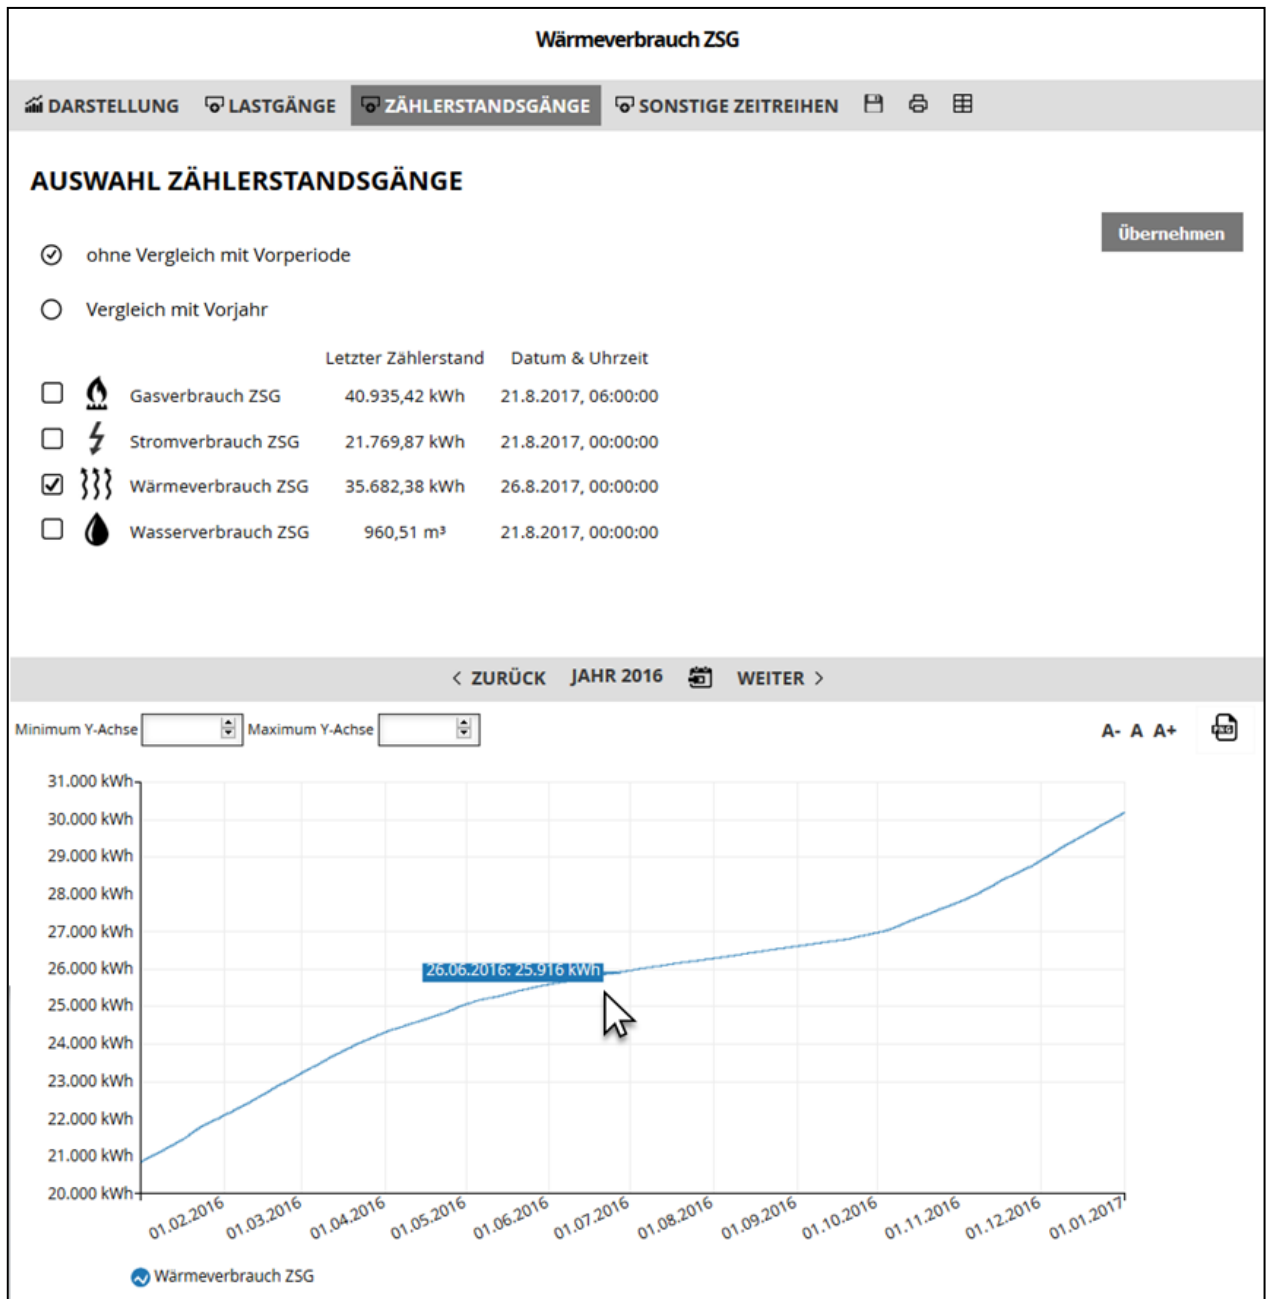 Wärmeverbrauch ZSG
DARSTELLUNG LASTGÄNGE ZÄHLERSTANDSGÄNGE SONSTIGE ZEITREIHEN
AUSWAHL ZÄHLERSTANDSGÄNGE
Übernehmen
ohne Vergleich mit Vorperiode
Vergleich mit Vorjahr
Letzter Zählerstand Datum & Uhrzeit
Gasverbrauch ZSG 40.935,42 kWh 21.8.2017, 06:00:00
Stromverbrauch ZSG 21.769,87 kWh 21.8.2017, 00:00:00
Wärmeverbrauch ZSG 35.682,38 kWh 26.8.2017, 00:00:00
Wasserverbrauch ZSG 960,51 m³ 21.8.2017, 00:00:00
< ZURÜCK JAHR 2016 WEITER >
Minimum Y-Achse Maximum Y-Achse A- A A+ PNG
31.000 kWh
30.000 kWh
29.000 kWh
28.000 kWh
27.000 kWh
26.000 kWh
26.06.2016: 25.916 kWh
25.000 kWh
24.000 kWh
23.000 kWh
22.000 kWh
21.000 kWh
20.000 kWh
01.02.2016 01.03.2016 01.04.2016 01.05.2016 01.06.2016 01.07.2016 01.08.2016 01.09.2016 01.10.2016 01.11.2016 01.12.2016 01.01.2017
Wärmeverbrauch ZSG